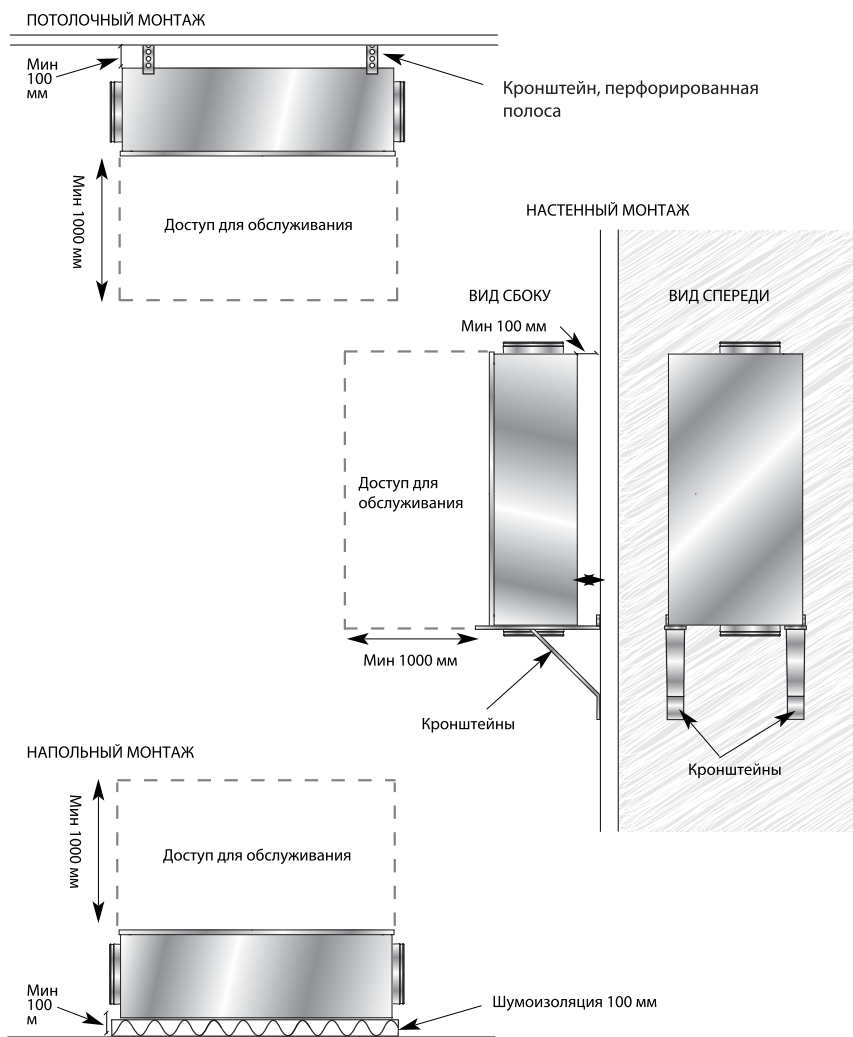 ПОТОЛОЧНЫЙ МОНТАЖ
Мин
100
мм
Кронштейн, перфорированная
полоса
Мин 1000 мм
Доступ для обслуживания
НАСТЕННЫЙ МОНТАЖ
ВИД СБОКУ
ВИД СПЕРЕДИ
Мин 100 мм
Доступ для
обслуживания
Мин 1000 мм
Кронштейны
Кронштейны
НАПОЛЬНЫЙ МОНТАЖ
Мин 1000 мм
Доступ для обслуживания
Мин
100
м
Шумоизоляция 100 мм